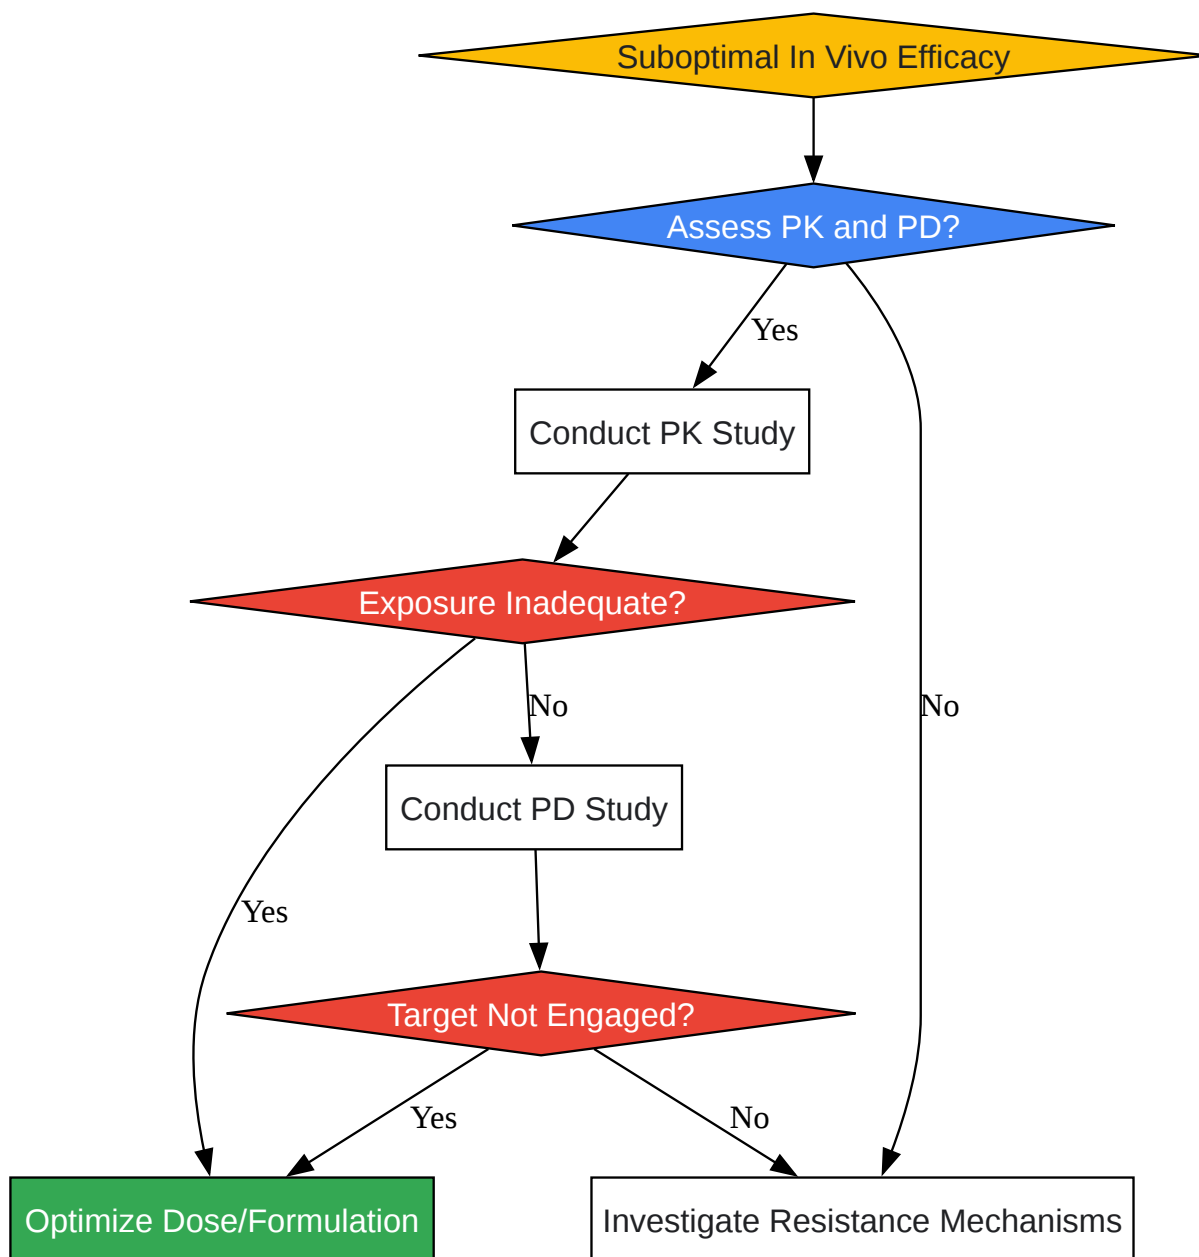 Suboptimal In Vivo Efficacy
Assess PK and PD?
Yes
Conduct PK Study
Exposure Inadequate?
No
No
Conduct PD Study
Yes
Target Not Engaged?
Yes
No
Optimize Dose/Formulation
Investigate Resistance Mechanisms